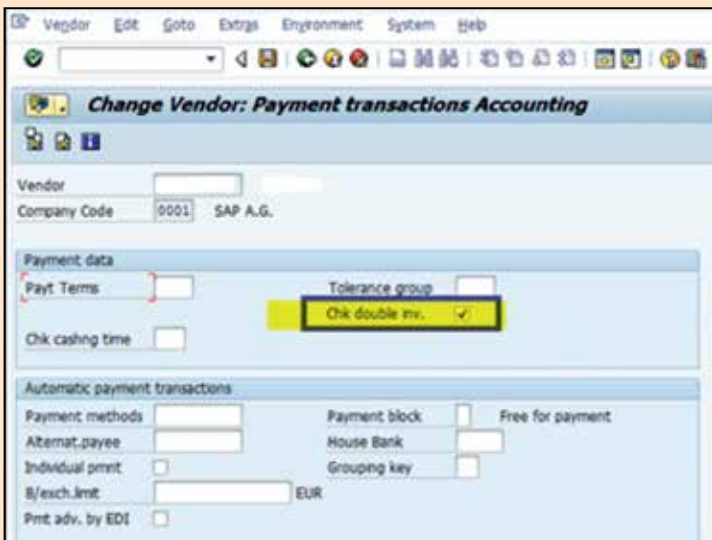 Vendor Edit Goto Extras Environment System Help
Change Vendor: Payment transactions Accounting
Vendor
Company Code 0001 SAP A.G.
Payment data
Payt Terms Tolerance group
Chk double inv.
Chk cashng time
Automatic payment transactions
Payment methods Payment block Free for payment
Alternat.payee House Bank
Individual pmnt Grouping key
B/exch.limit EUR
Pmt adv. by EDI